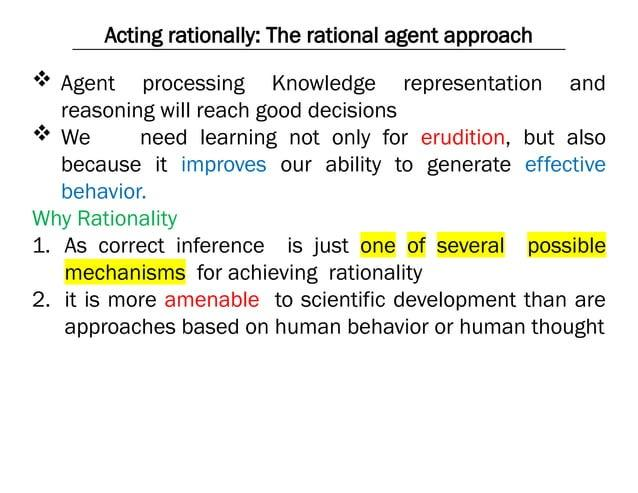 Acting rationally: The rational agent approach
❖ Agent processing Knowledge representation and
reasoning will reach good decisions
❖ We need learning not only for erudition, but also
because it improves our ability to generate effective
behavior.
Why Rationality
1. As correct inference is just one of several possible
mechanisms for achieving rationality
2. it is more amenable to scientific development than are
approaches based on human behavior or human thought